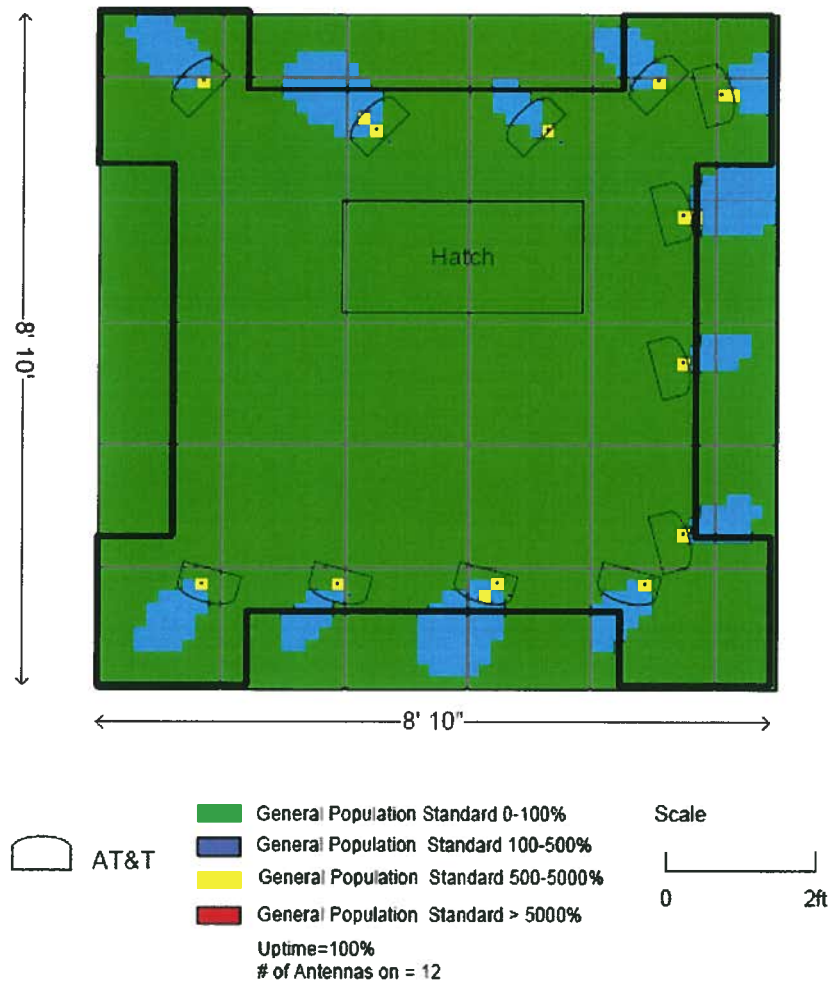 Hatch
8' 10'
8' 10"
AT&T
General Population Standard 0-100%
General Population Standard 100-500%
General Population Standard 500-5000%
General Population Standard > 5000%
Uptime=100%
# of Antennas on = 12
Scale
0 2ft